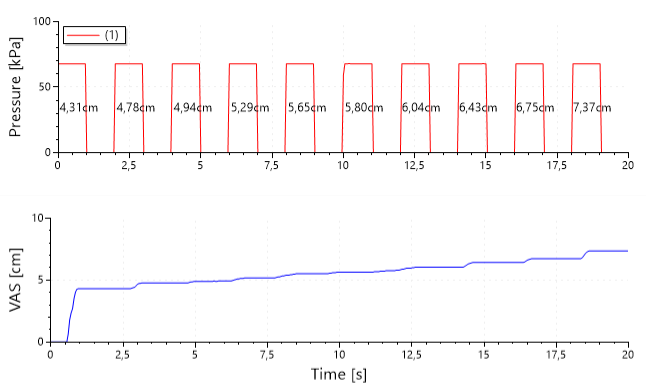 100
(1)
Pressure [kPa]
50
4,31cm 4,78cm 4,94cm 5,29cm 5,65cm 5,80cm 6,04cm 6,43cm 6,75cm 7,37cm
0
0 2,5 5 7,5 10 12,5 15 17,5 20
10
VAS [cm]
5
0
0 2,5 5 7,5 10 12,5 15 17,5 20
Time [s]